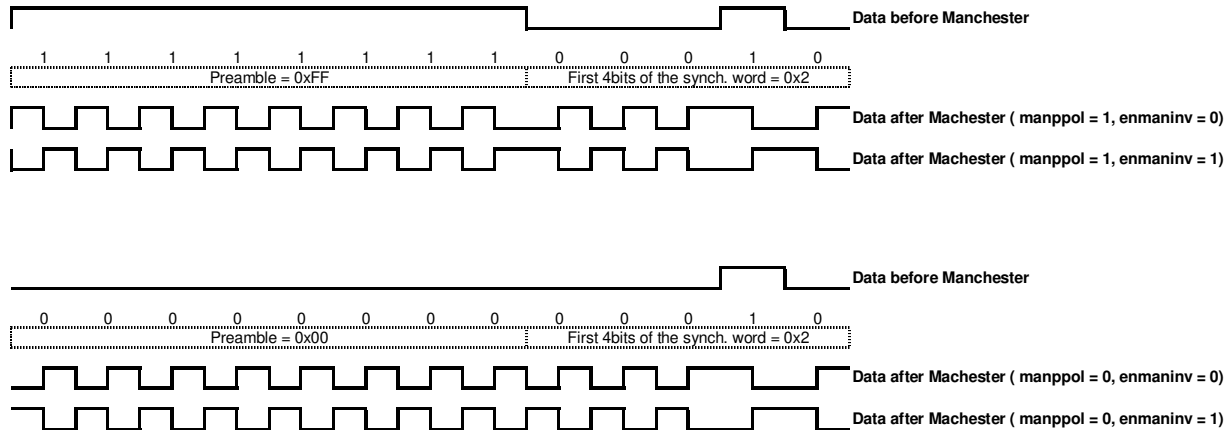 Data before Manchester
1 1 1 1 1 1 1 1 0 0 0 1 0
Preamble = 0xFF First 4bits of the synch. word = 0x2
Data after Machester ( manppol = 1, enmaninv = 0)
Data after Machester ( manppol = 1, enmaninv = 1)
Data before Manchester
0 0 0 0 0 0 0 0 0 0 0 1 0
Preamble = 0x00 First 4bits of the synch. word = 0x2
Data after Machester ( manppol = 0, enmaninv = 0)
Data after Machester ( manppol = 0, enmaninv = 1)